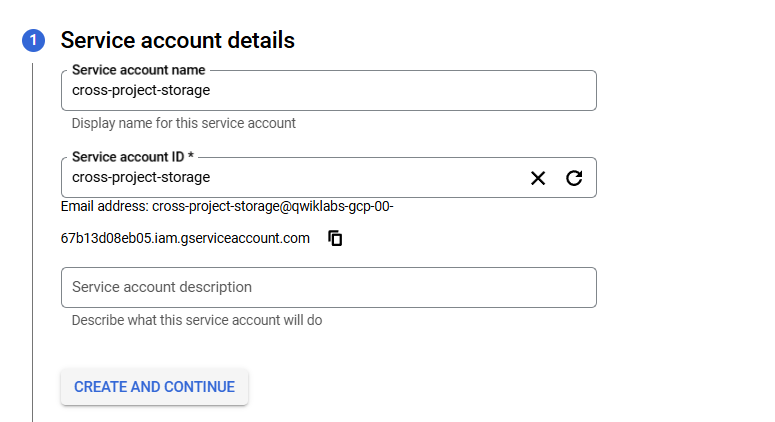 1 Service account details
Service account name
cross-project-storage
Display name for this service account
Service account ID *
cross-project-storage
Email address: cross-project-storage@qwiklabs-gcp-00-
67b13d08eb05.iam.gserviceaccount.com
Service account description
Describe what this service account will do
CREATE AND CONTINUE